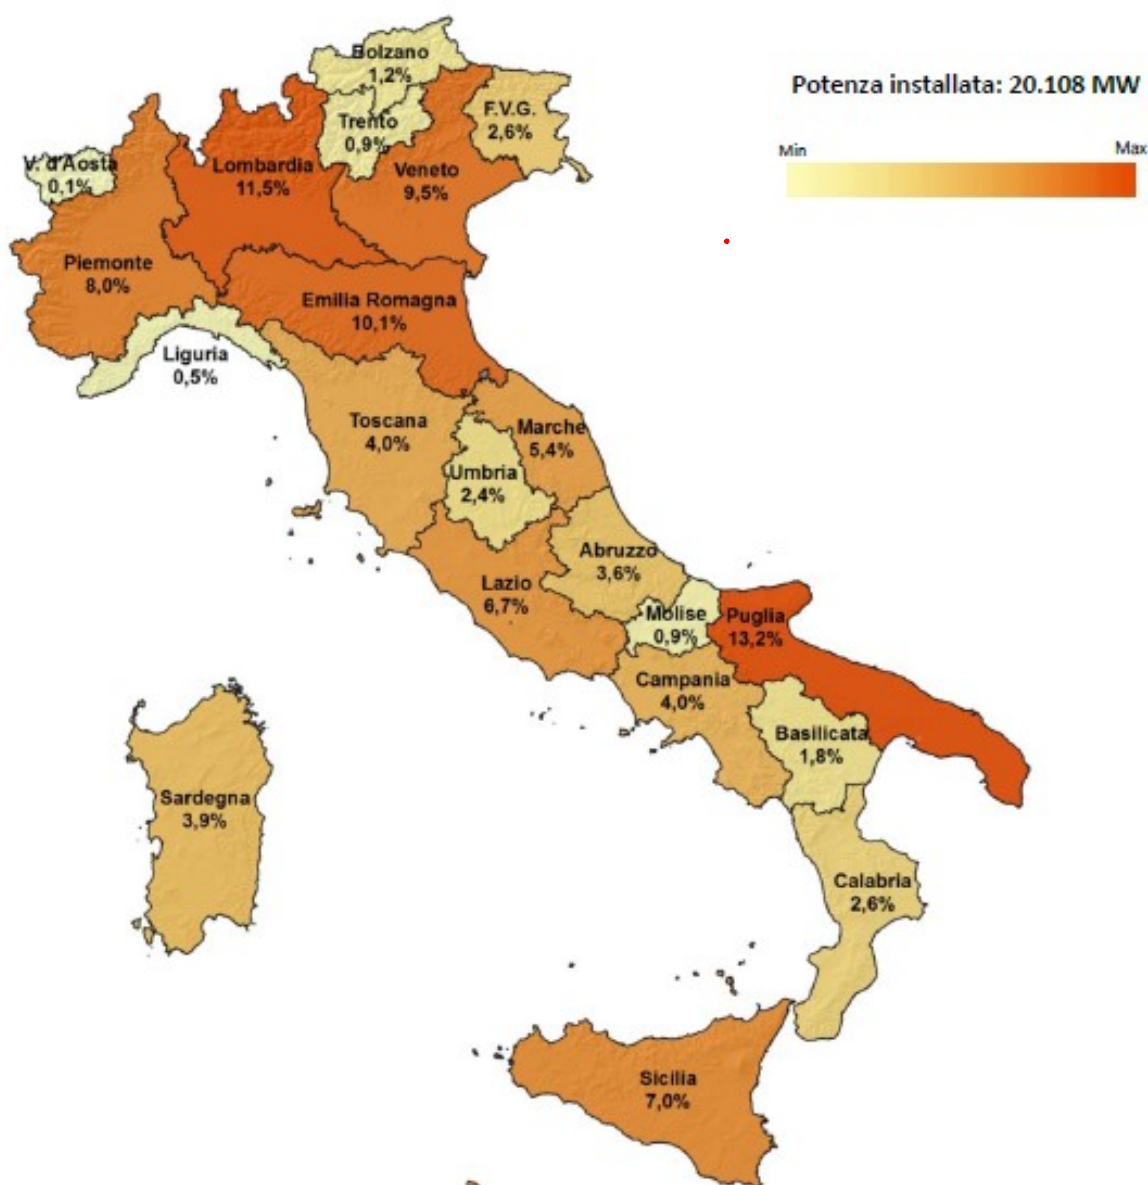 Potenza installata: 20.108 MW
Min
Max
Bolzano
1,2%
Trento
0,9%
F.V.G.
2,6%
V. d'Aosta
0,1%
Lombardia
11,5%
Veneto
9,5%
Piemonte
8,0%
Emilia Romagna
10,1%
Liguria
0,5%
Toscana
4,0%
Marche
5,4%
Umbria
2,4%
Abruzzo
3,6%
Lazio
6,7%
Molise
0,9%
Puglia
13,2%
Campania
4,0%
Basilicata
1,8%
Sardegna
3,9%
Calabria
2,6%
Sicilia
7,0%